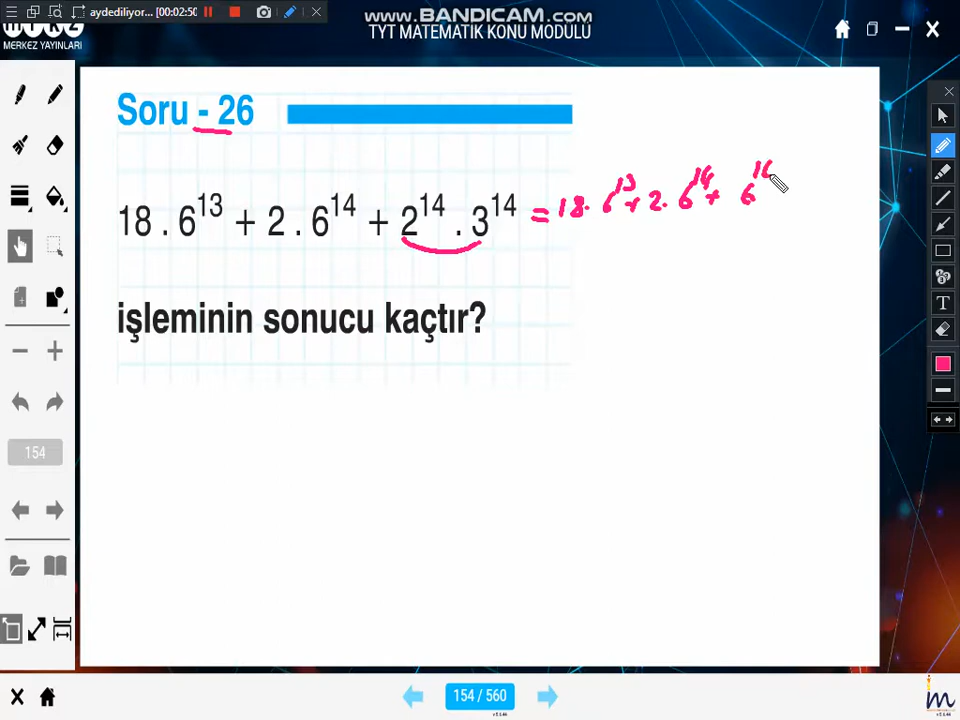 aydediliyor... [00:02:50]
www.BANDICAM.com
MERKEZ YAYINLARI
TYT MATEMATİK KONU MODÜLÜ
Soru - 26
18 . 6^13 + 2 . 6^14 + 2^14 . 3^14 = 18. 6^13 + 2. 6^14 + 6^14
işleminin sonucu kaçtır?
154
154 / 560